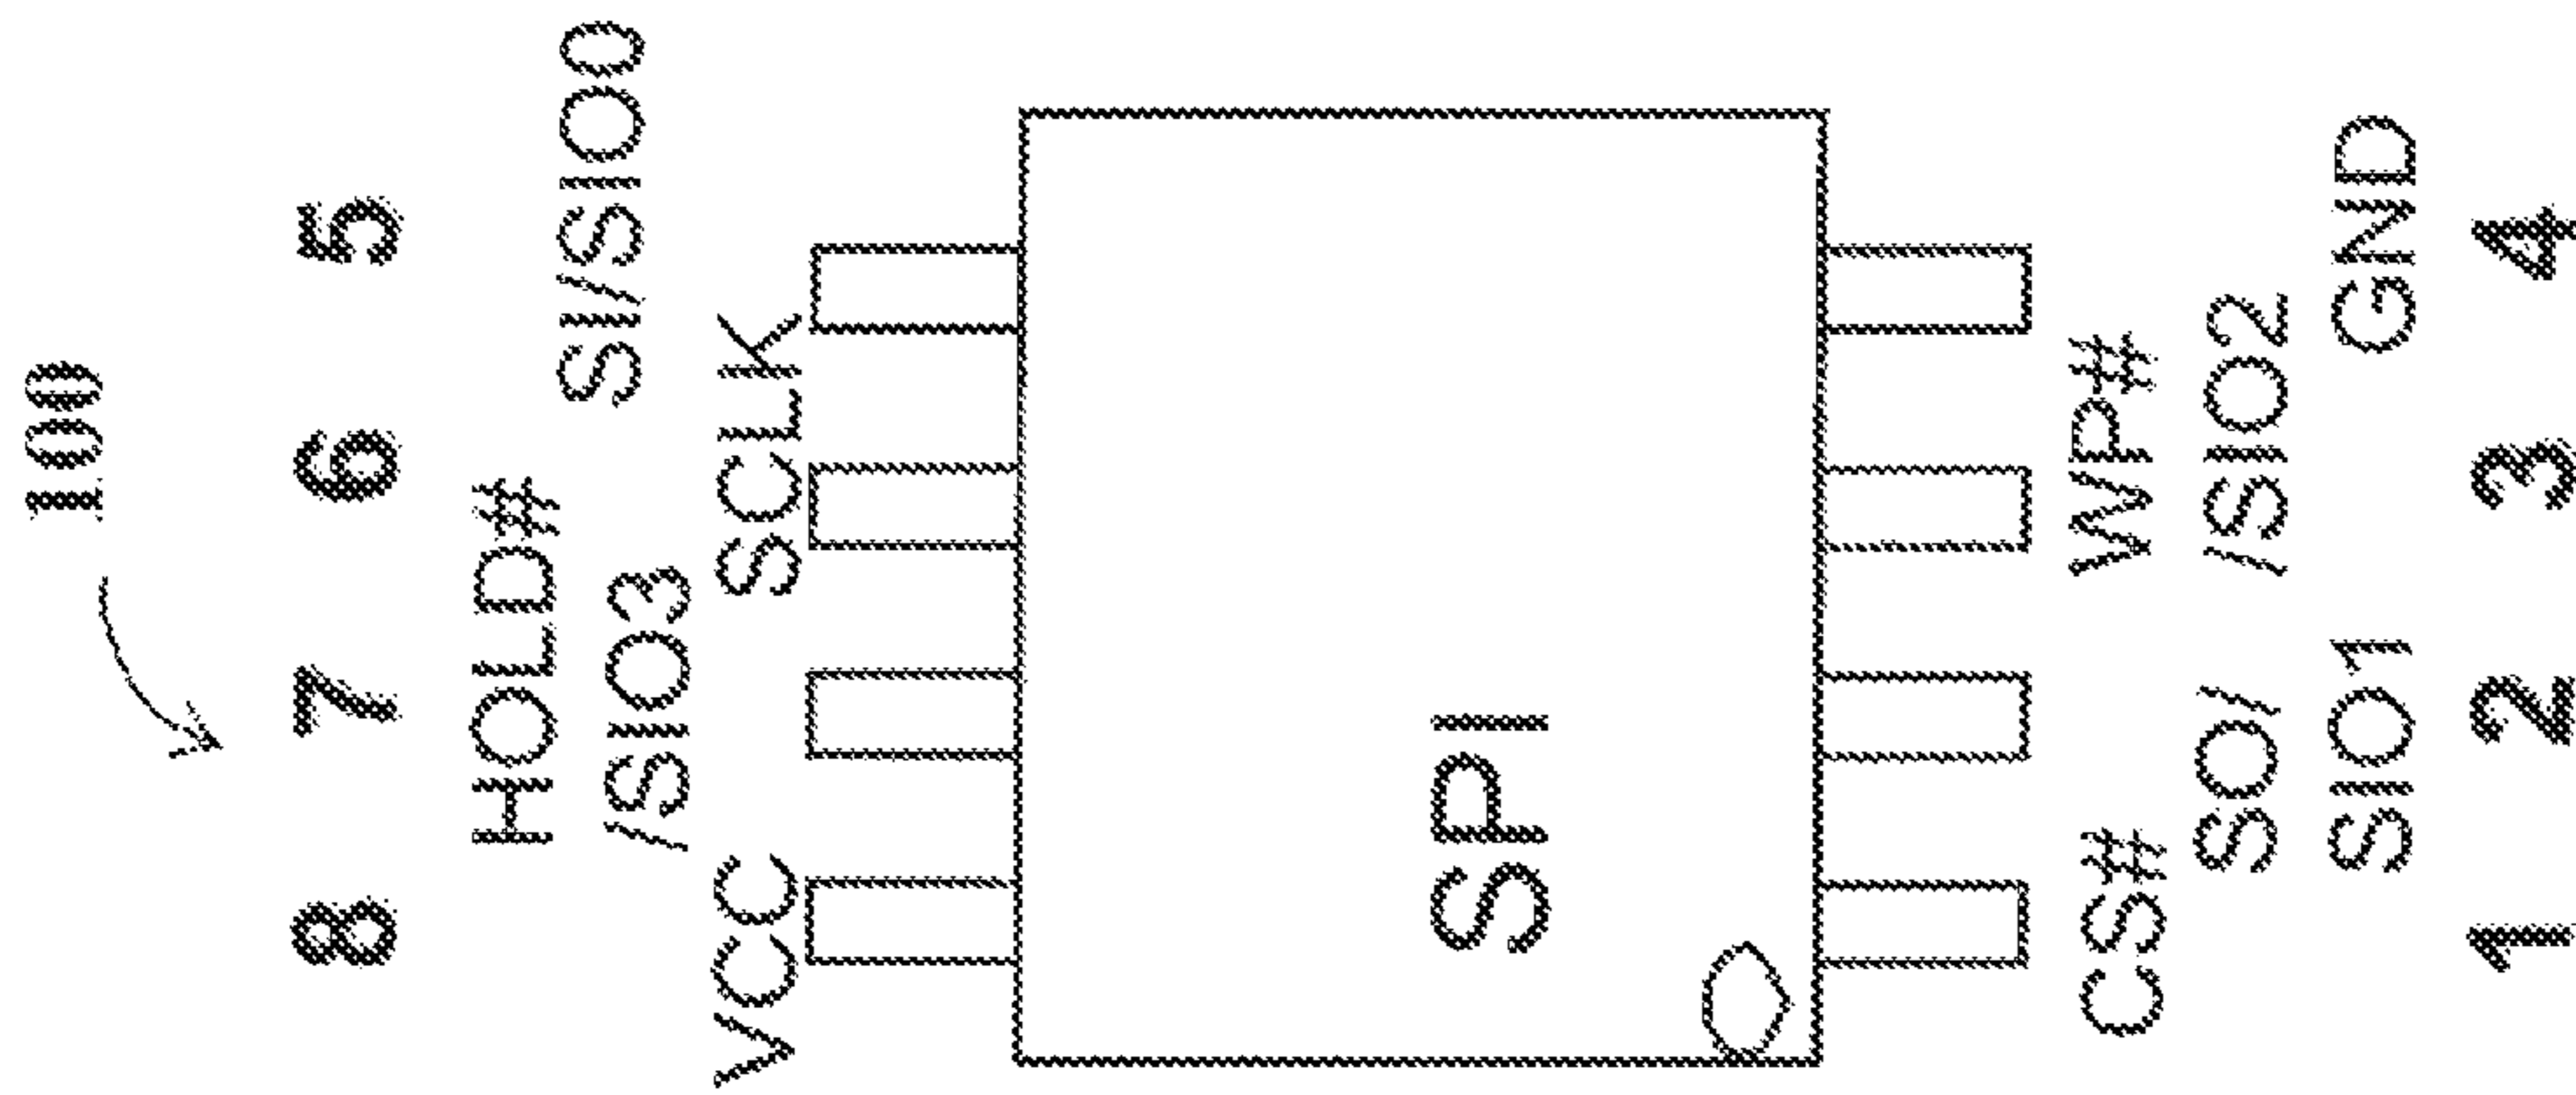 100
8 7 6 5
HOLD# SI/SIO0
/SIO3
VCC SCLK
SPI
CS# WP#
SO/ /SIO2
SIO1 GND
1 2 3 4